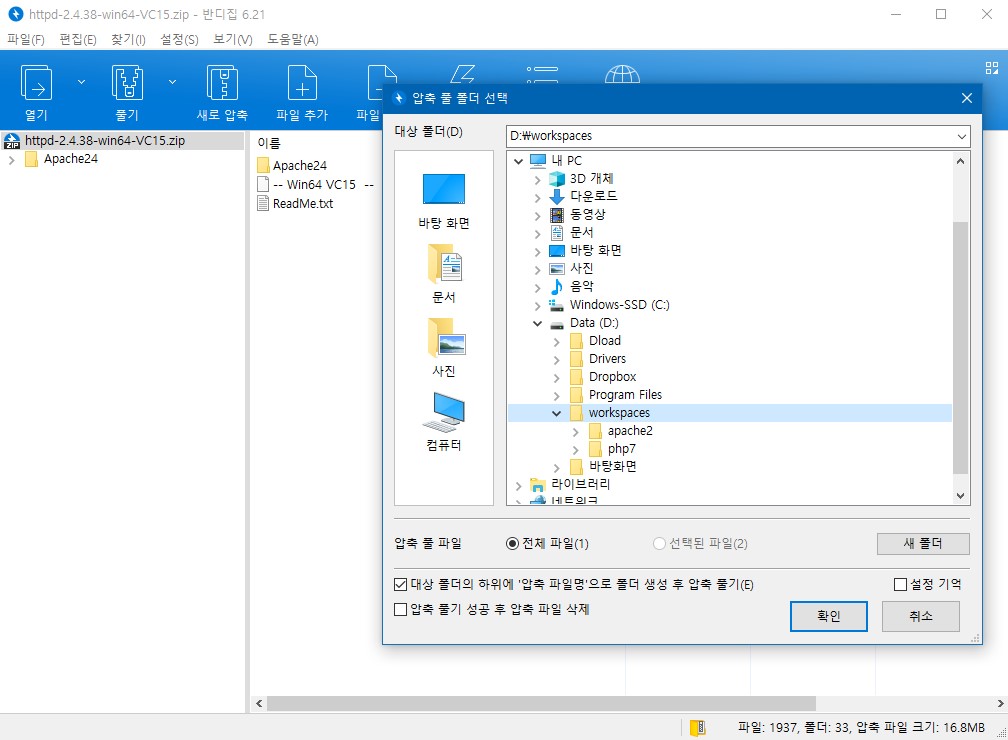 httpd-2.4.38-win64-VC15.zip - 반디집 6.21
파일(F) 편집(E) 찾기(I) 설정(S) 보기(V) 도움말(A)
열기 풀기 새로 압축 파일 추가 파일
httpd-2.4.38-win64-VC15.zip
Apache24
이름
Apache24
-- Win64 VC15 --
ReadMe.txt
압축 풀 폴더 선택
대상 폴더(D)
D:₩workspaces
바탕 화면
문서
사진
컴퓨터
내 PC
3D 개체
다운로드
동영상
문서
바탕 화면
사진
음악
Windows-SSD (C:)
Data (D:)
Dload
Drivers
Dropbox
Program Files
workspaces
apache2
php7
바탕화면
라이브러리
네트워크
압축 풀 파일 전체 파일(1) 선택된 파일(2) 새 폴더
대상 폴더의 하위에 '압축 파일명'으로 폴더 생성 후 압축 풀기(E) 설정 기억
압축 풀기 성공 후 압축 파일 삭제
확인 취소
파일: 1937, 폴더: 33, 압축 파일 크기: 16.8MB